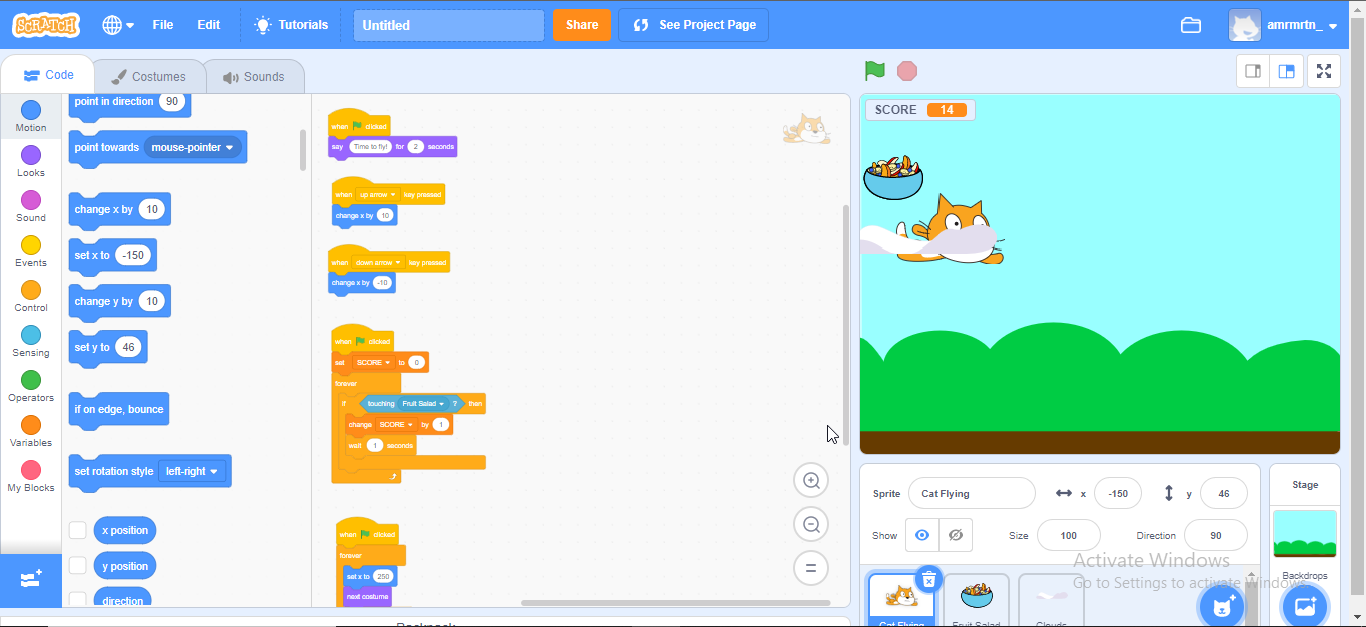 SCRATCH File Edit Tutorials Untitled Share See Project Page amrmrtn_
Code Costumes Sounds
Motion
Looks
Sound
Events
Control
Sensing
Operators
Variables
My Blocks
point in direction 90
point towards mouse-pointer
change x by 10
set x to -150
change y by 10
set y to 46
if on edge, bounce
set rotation style left-right
x position
y position
direction
when clicked
say Time to fly! for 2 seconds
when up arrow key pressed
change x by 10
when down arrow key pressed
change x by -10
when clicked
set SCORE to 0
forever
if touching Fruit Salad ? then
change SCORE by 1
wait 1 seconds
when clicked
forever
set x to 250
next costume
Backpack
SCORE 14
Sprite Cat Flying x -150 y 46
Show Size 100 Direction 90
Cat Flying
Fruit Salad
Clouds
Stage
Backdrops
Activate Windows
Go to Settings to activate Windows.